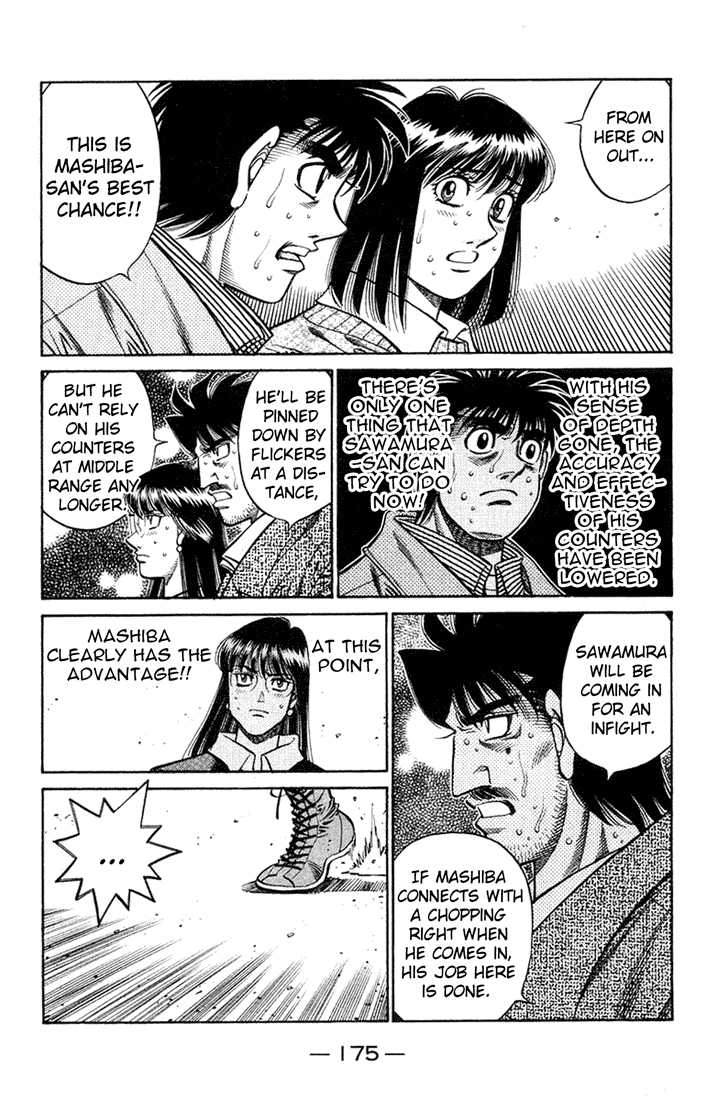 FROM
HERE ON
OUT...
THIS IS
MASHIBA-
SAN'S BEST
CHANCE!!
WITH HIS
SENSE
OF DEPTH
GONE, THE
ACCURACY
AND EFFEC-
TIVENESS
OF HIS
COUNTERS
HAVE BEEN
LOWERED.
THERE'S
ONLY ONE
THING THAT
SAWAMURA
-SAN CAN
TRY TO DO
NOW!
HE'LL BE
PINNED
DOWN BY
FLICKERS
AT A DIS-
TANCE,
BUT HE
CAN'T RELY
ON HIS
COUNTERS
AT MIDDLE
RANGE ANY
LONGER!
SAWAMURA
WILL BE
COMING IN
FOR AN
INFIGHT.
IF MASHIBA
CONNECTS WITH
A CHOPPING
RIGHT WHEN
HE COMES IN,
HIS JOB HERE
IS DONE.
AT THIS
POINT,
MASHIBA
CLEARLY HAS THE
ADVANTAGE!!
...
— 175 —